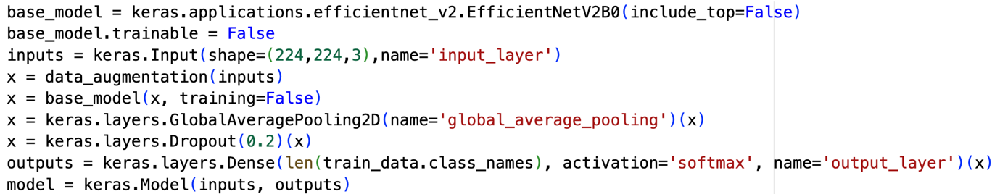 base_model = keras.applications.efficientnet_v2.EfficientNetV2B0(include_top=False)
base_model.trainable = False
inputs = keras.Input(shape=(224,224,3),name='input_layer')
x = data_augmentation(inputs)
x = base_model(x, training=False)
x = keras.layers.GlobalAveragePooling2D(name='global_average_pooling')(x)
x = keras.layers.Dropout(0.2)(x)
outputs = keras.layers.Dense(len(train_data.class_names), activation='softmax', name='output_layer')(x)
model = keras.Model(inputs, outputs)